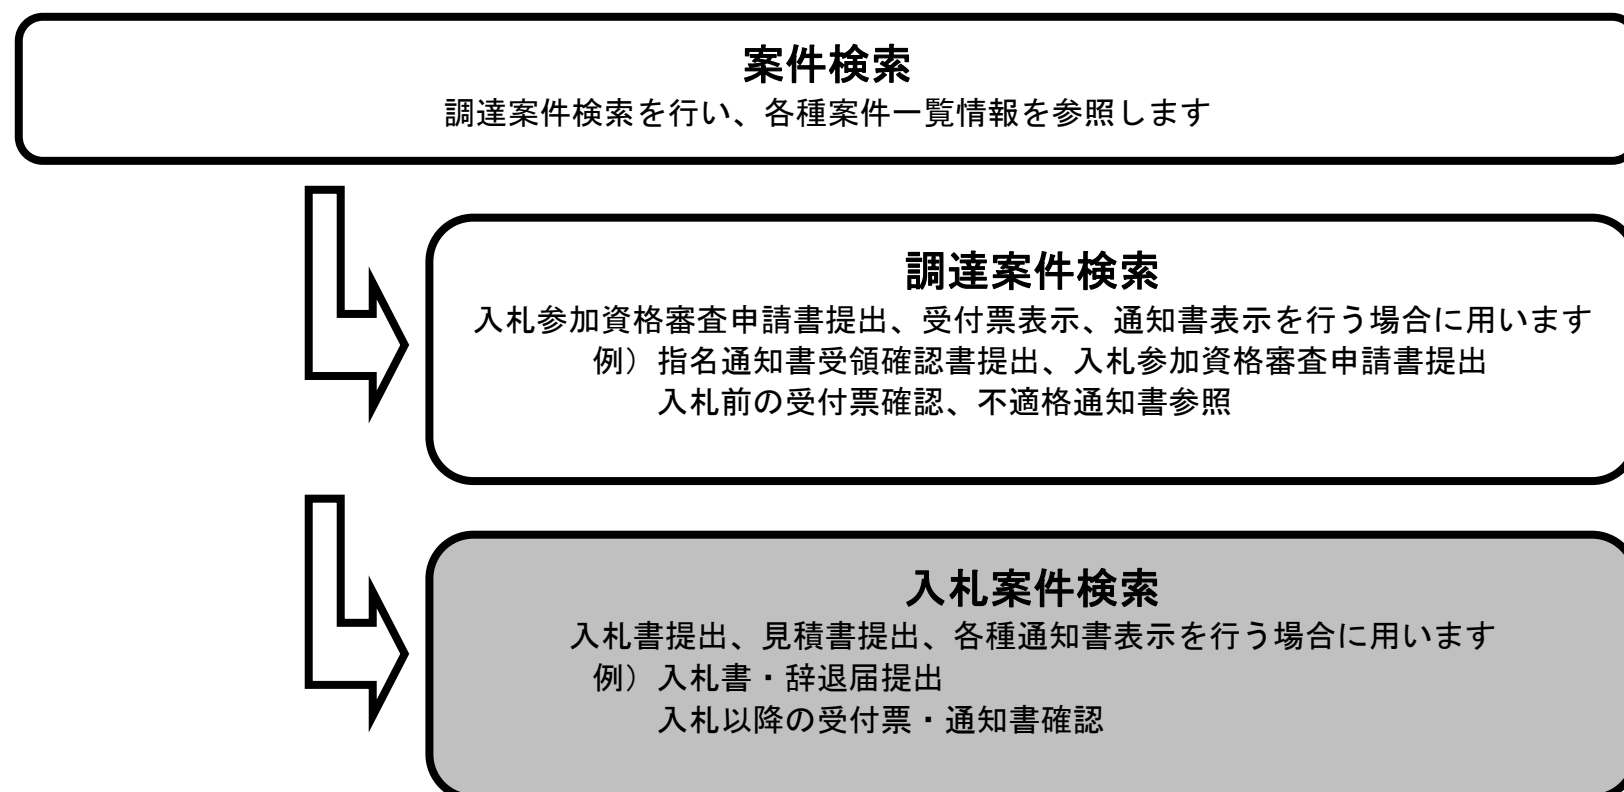 案件検索
調達案件検索を行い、各種案件一覧情報を参照します
調達案件検索
入札参加資格審査申請書提出、受付票表示、通知書表示を行う場合に用います
例）指名通知書受領確認書提出、入札参加資格審査申請書提出
入札前の受付票確認、不適格通知書参照
入札案件検索
入札書提出、見積書提出、各種通知書表示を行う場合に用います
例）入札書・辞退届提出
入札以降の受付票・通知書確認